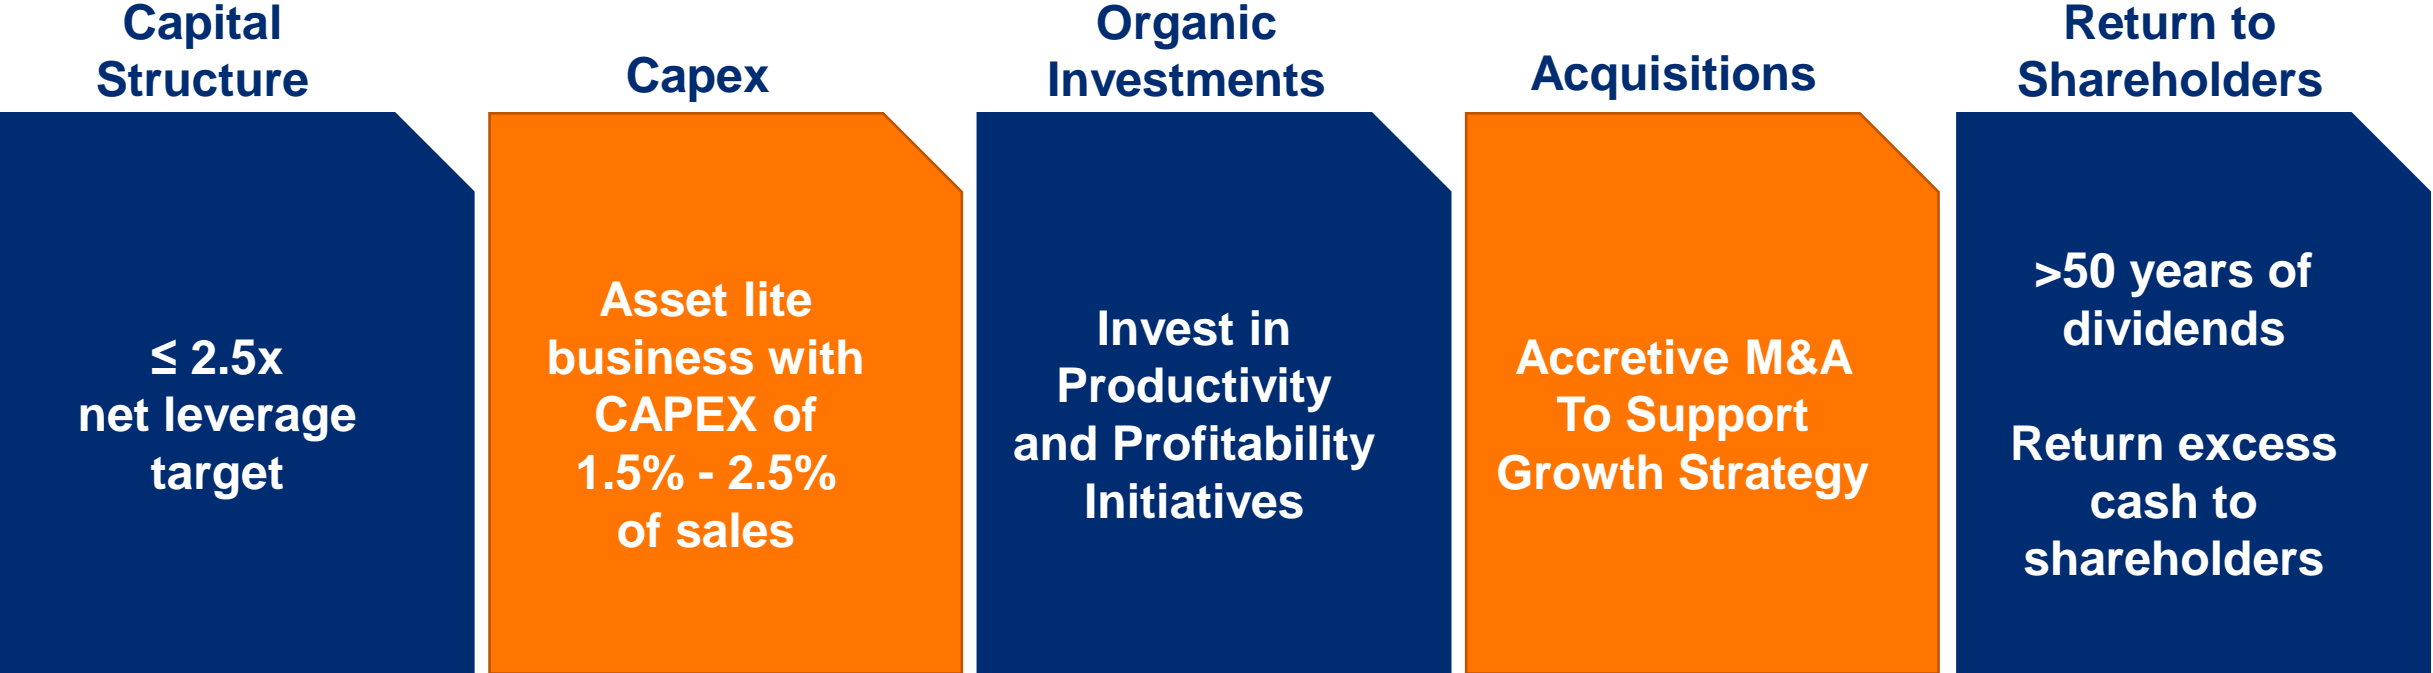 Capital
Structure
≤ 2.5x
net leverage
target
Capex
Asset lite
business with
CAPEX of
1.5% - 2.5%
of sales
Organic
Investments
Invest in
Productivity
and Profitability
Initiatives
Acquisitions
Accretive M&A
To Support
Growth Strategy
Return to
Shareholders
>50 years of
dividends
Return excess
cash to
shareholders